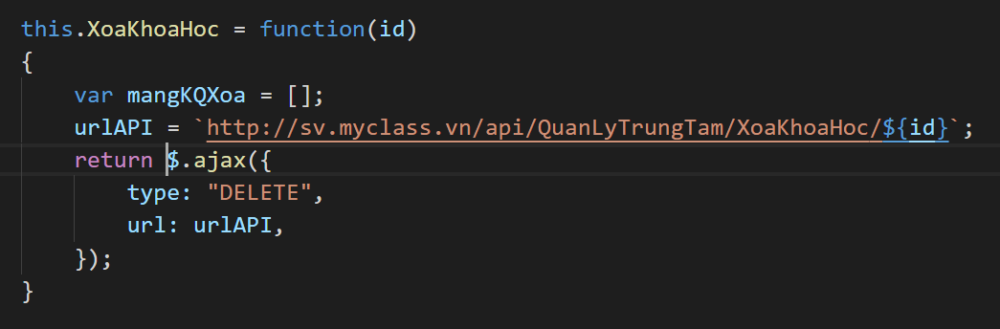 this.XoaKhoaHoc = function(id)
{
    var mangKQXoa = [];
    urlAPI = `http://sv.myclass.vn/api/QuanLyTrungTam/XoaKhoaHoc/${id}`;
    return $.ajax({
        type: "DELETE",
        url: urlAPI,
    });
}